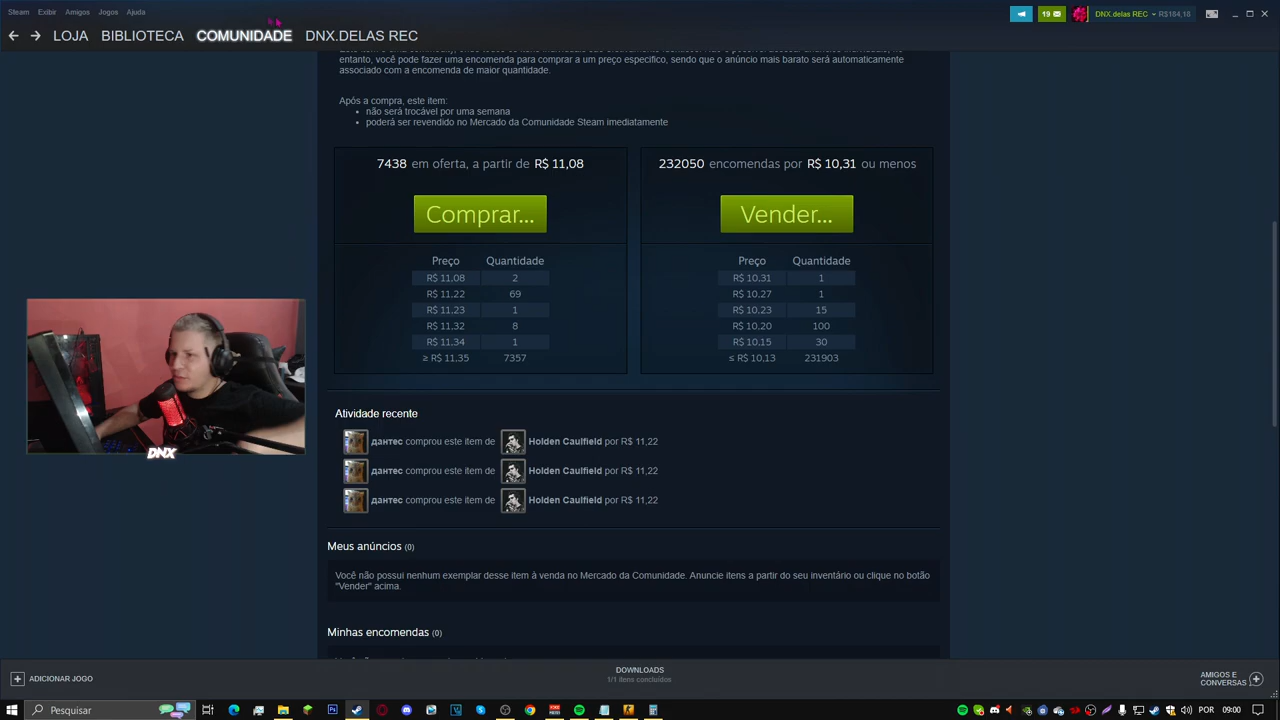 Steam Exibir Amigos Jogos Ajuda
19
DNX.delas REC R$184,18
LOJA BIBLIOTECA COMUNIDADE DNX.DELAS REC
entanto, você pode fazer uma encomenda para comprar a um preço específico, sendo que o anúncio mais barato será automaticamente
associado com a encomenda de maior quantidade.
Após a compra, este item:
não será trocável por uma semana
poderá ser revendido no Mercado da Comunidade Steam imediatamente
7438 em oferta, a partir de R$ 11,08
Comprar...
Preço Quantidade
R$ 11,08 2
R$ 11,22 69
R$ 11,23 1
R$ 11,32 8
R$ 11,34 1
≥ R$ 11,35 7357
232050 encomendas por R$ 10,31 ou menos
Vender...
Preço Quantidade
R$ 10,31 1
R$ 10,27 1
R$ 10,23 15
R$ 10,20 100
R$ 10,15 30
≤ R$ 10,13 231903
DNX
Atividade recente
дантес comprou este item de Holden Caulfield por R$ 11,22
дантес comprou este item de Holden Caulfield por R$ 11,22
дантес comprou este item de Holden Caulfield por R$ 11,22
Meus anúncios (0)
Você não possui nenhum exemplar desse item à venda no Mercado da Comunidade. Anuncie itens a partir do seu inventário ou clique no botão
"Vender" acima.
Minhas encomendas (0)
ADICIONAR JOGO
DOWNLOADS
1/1 itens concluídos
AMIGOS E
CONVERSAS
Pesquisar
POR 09:00